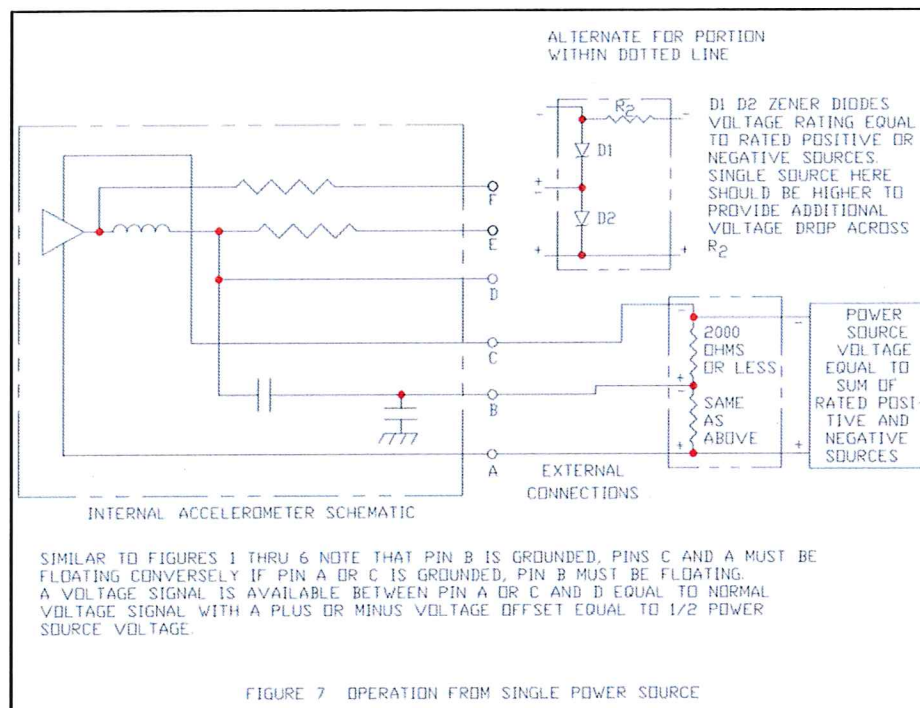 ALTERNATE FOR PORTION
WITHIN DOTTED LINE
R2
D1
D2
D1 D2 ZENER DIODES
VOLTAGE RATING EQUAL
TO RATED POSITIVE OR
NEGATIVE SOURCES.
SINGLE SOURCE HERE
SHOULD BE HIGHER TO
PROVIDE ADDITIONAL
VOLTAGE DROP ACROSS
R2
F
E
D
C
B
A
2000
OHMS
OR LESS
SAME
AS
ABOVE
POWER
SOURCE
VOLTAGE
EQUAL TO
SUM OF
RATED POSI-
TIVE AND
NEGATIVE
SOURCES
EXTERNAL
CONNECTIONS
INTERNAL ACCELEROMETER SCHEMATIC
SIMILAR TO FIGURES 1 THRU 6 NOTE THAT PIN B IS GROUNDED, PINS C AND A MUST BE
FLOATING CONVERSELY IF PIN A OR C IS GROUNDED, PIN B MUST BE FLOATING.
A VOLTAGE SIGNAL IS AVAILABLE BETWEEN PIN A OR C AND D EQUAL TO NORMAL
VOLTAGE SIGNAL WITH A PLUS OR MINUS VOLTAGE OFFSET EQUAL TO 1/2 POWER
SOURCE VOLTAGE.
FIGURE 7 OPERATION FROM SINGLE POWER SOURCE